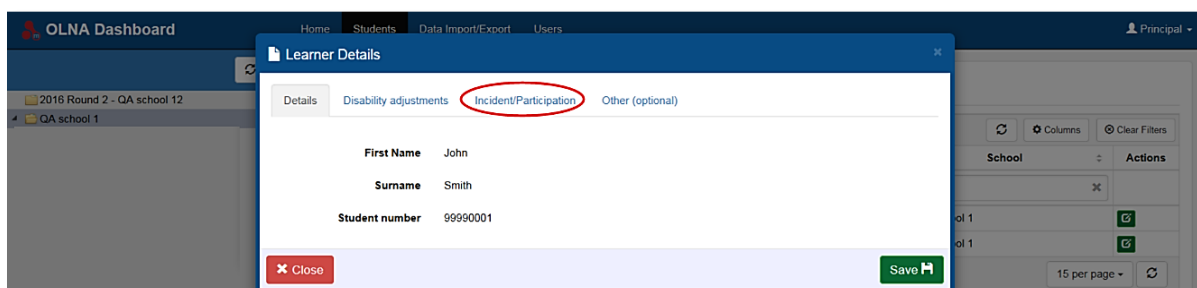 OLNA Dashboard Home Students Data Import/Export Users Principal
Learner Details
2016 Round 2 - QA school 12
QA school 1
Details Disability adjustments Incident/Participation Other (optional)
Columns Clear Filters
First Name John
School Actions
Surname Smith
Student number 99990001
ol 1
ol 1
Close Save
15 per page